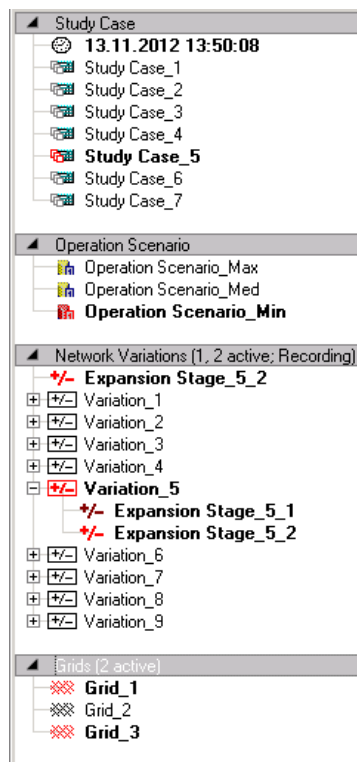 Study Case
13.11.2012 13:50:08
Study Case_1
Study Case_2
Study Case_3
Study Case_4
Study Case_5
Study Case_6
Study Case_7
Operation Scenario
Operation Scenario_Max
Operation Scenario_Med
Operation Scenario_Min
Network Variations (1, 2 active; Recording)
+/- Expansion Stage_5_2
+/- Variation_1
+/- Variation_2
+/- Variation_3
+/- Variation_4
+/- Variation_5
+/- Expansion Stage_5_1
+/- Expansion Stage_5_2
+/- Variation_6
+/- Variation_7
+/- Variation_8
+/- Variation_9
Grids (2 active)
Grid_1
Grid_2
Grid_3